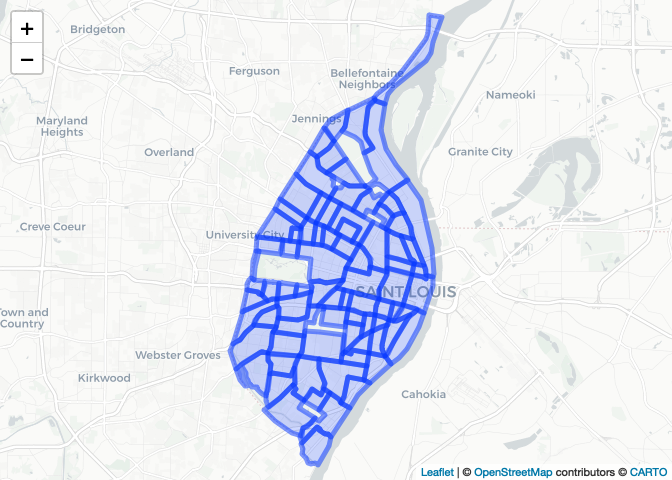 +
−
Bridgeton
Ferguson
Bellefontaine
Neighbors
Nameoki
Jennings
Maryland
Heights
Overland
Granite City
Creve Coeur
University City
SAINT LOUIS
Town and
Country
Webster Groves
Kirkwood
Cahokia
Leaflet | © OpenStreetMap contributors © CARTO